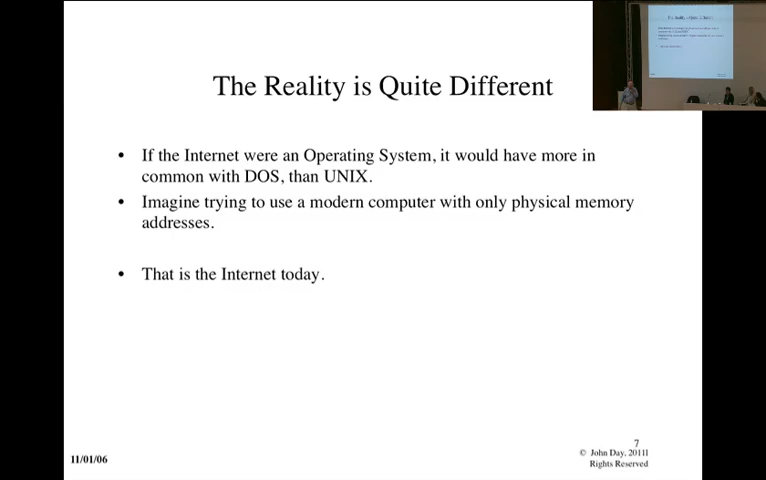 The Reality is Quite Different
• If the Internet were an Operating System, it would have more in
common with DOS, than UNIX.
• Imagine trying to use a modern computer with only physical memory
addresses.
• That is the Internet today.
11/01/06
7
© John Day, 2011l
Rights Reserved